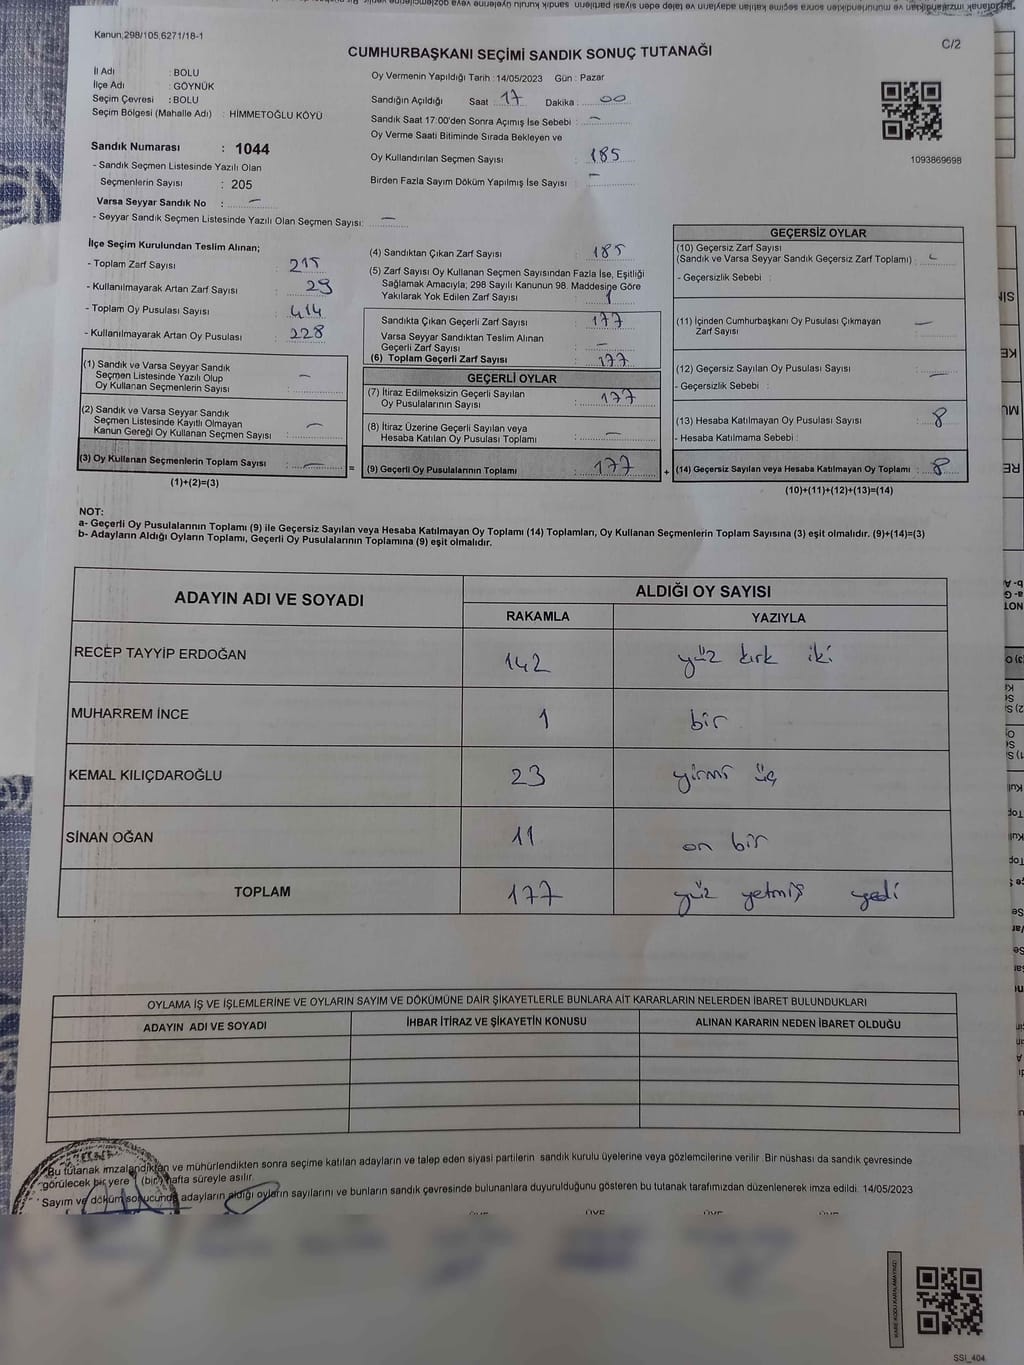 Kanun;298/105,6271/18-1
C/2
CUMHURBAŞKANI SEÇİMİ SANDIK SONUÇ TUTANAĞI
İl Adı : BOLU
İlçe Adı : GÖYNÜK
Seçim Çevresi : BOLU
Seçim Bölgesi (Mahalle Adı) : HİMMETOĞLU KÖYÜ
Sandık Numarası : 1044
- Sandık Seçmen Listesinde Yazılı Olan
Seçmenlerin Sayısı : 205
Varsa Seyyar Sandık No : –
- Seyyar Sandık Seçmen Listesinde Yazılı Olan Seçmen Sayısı: –
Oy Vermenin Yapıldığı Tarih : 14/05/2023 Gün : Pazar
Sandığın Açıldığı Saat : 17 Dakika : 00
Sandık Saat 17:00'den Sonra Açımış İse Sebebi : –
Oy Verme Saati Bitiminde Sırada Bekleyen ve
Oy Kullandırılan Seçmen Sayısı : 185
Birden Fazla Sayım Döküm Yapılmış İse Sayısı : –
1093869698
İlçe Seçim Kurulundan Teslim Alınan;
- Toplam Zarf Sayısı : 215
- Kullanılmayarak Artan Zarf Sayısı : 29
- Toplam Oy Pusulası Sayısı : 414
- Kullanılmayarak Artan Oy Pusulası : 228
(1) Sandık ve Varsa Seyyar Sandık
Seçmen Listesinde Yazılı Olup
Oy Kullanan Seçmenlerin Sayısı : –
(2) Sandık ve Varsa Seyyar Sandık
Seçmen Listesinde Kayıtlı Olmayan
Kanun Gereği Oy Kullanan Seçmen Sayısı : –
(3) Oy Kullanan Seçmenlerin Toplam Sayısı : –
(1)+(2)=(3)
=
(4) Sandıktan Çıkan Zarf Sayısı : 185
(5) Zarf Sayısı Oy Kullanan Seçmen Sayısından Fazla İse, Eşitliği
Sağlamak Amacıyla; 298 Sayılı Kanunun 98. Maddesine Göre
Yakılarak Yok Edilen Zarf Sayısı : 1
Sandıkta Çıkan Geçerli Zarf Sayısı : 177
Varsa Seyyar Sandıktan Teslim Alınan
Geçerli Zarf Sayısı : –
(6) Toplam Geçerli Zarf Sayısı : 177
GEÇERLİ OYLAR
(7) İtiraz Edilmeksizin Geçerli Sayılan
Oy Pusulalarının Sayısı : 177
(8) İtiraz Üzerine Geçerli Sayılan veya
Hesaba Katılan Oy Pusulası Toplamı : –
(9) Geçerli Oy Pusulalarının Toplamı : 177
+
GEÇERSİZ OYLAR
(10) Geçersiz Zarf Sayısı
(Sandık ve Varsa Seyyar Sandık Geçersiz Zarf Toplamı) :
- Geçersizlik Sebebi :
(11) İçinden Cumhurbaşkanı Oy Pusulası Çıkmayan
Zarf Sayısı : –
(12) Geçersiz Sayılan Oy Pusulası Sayısı : –
- Geçersizlik Sebebi :
(13) Hesaba Katılmayan Oy Pusulası Sayısı : 8
- Hesaba Katılmama Sebebi :
(14) Geçersiz Sayılan veya Hesaba Katılmayan Oy Toplamı : 8
(10)+(11)+(12)+(13)=(14)
NOT:
a- Geçerli Oy Pusulalarının Toplamı (9) ile Geçersiz Sayılan veya Hesaba Katılmayan Oy Toplamı (14) Toplamları, Oy Kullanan Seçmenlerin Toplam Sayısına (3) eşit olmalıdır. (9)+(14)=(3)
b- Adayların Aldığı Oyların Toplamı, Geçerli Oy Pusulalarının Toplamına (9) eşit olmalıdır.
ADAYIN ADI VE SOYADI ALDIĞI OY SAYISI
RAKAMLA YAZIYLA
RECEP TAYYİP ERDOĞAN 142 yüz kırk iki
MUHARREM İNCE 1 bir
KEMAL KILIÇDAROĞLU 23 yirmi üç
SİNAN OĞAN 11 on bir
TOPLAM 177 yüz yetmiş yedi
OYLAMA İŞ VE İŞLEMLERİNE VE OYLARIN SAYIM VE DÖKÜMÜNE DAİR ŞİKAYETLERLE BUNLARA AİT KARARLARIN NELERDEN İBARET BULUNDUKLARI
ADAYIN ADI VE SOYADI İHBAR İTİRAZ VE ŞİKAYETİN KONUSU ALINAN KARARIN NEDEN İBARET OLDUĞU
Bu tutanak imzalandıktan ve mühürlendikten sonra seçime katılan adayların ve talep eden siyasi partilerin sandık kurulu üyelerine veya gözlemcilerine verilir. Bir nüshası da sandık çevresinde
görülecek bir yere 1 (bir) hafta süreyle asılır.
Sayım ve döküm sonucunda adayların aldığı oyların sayılarını ve bunların sandık çevresinde bulunanlara duyurulduğunu gösteren bu tutanak tarafımızdan düzenlenerek imza edildi. 14/05/2023
SSI_404